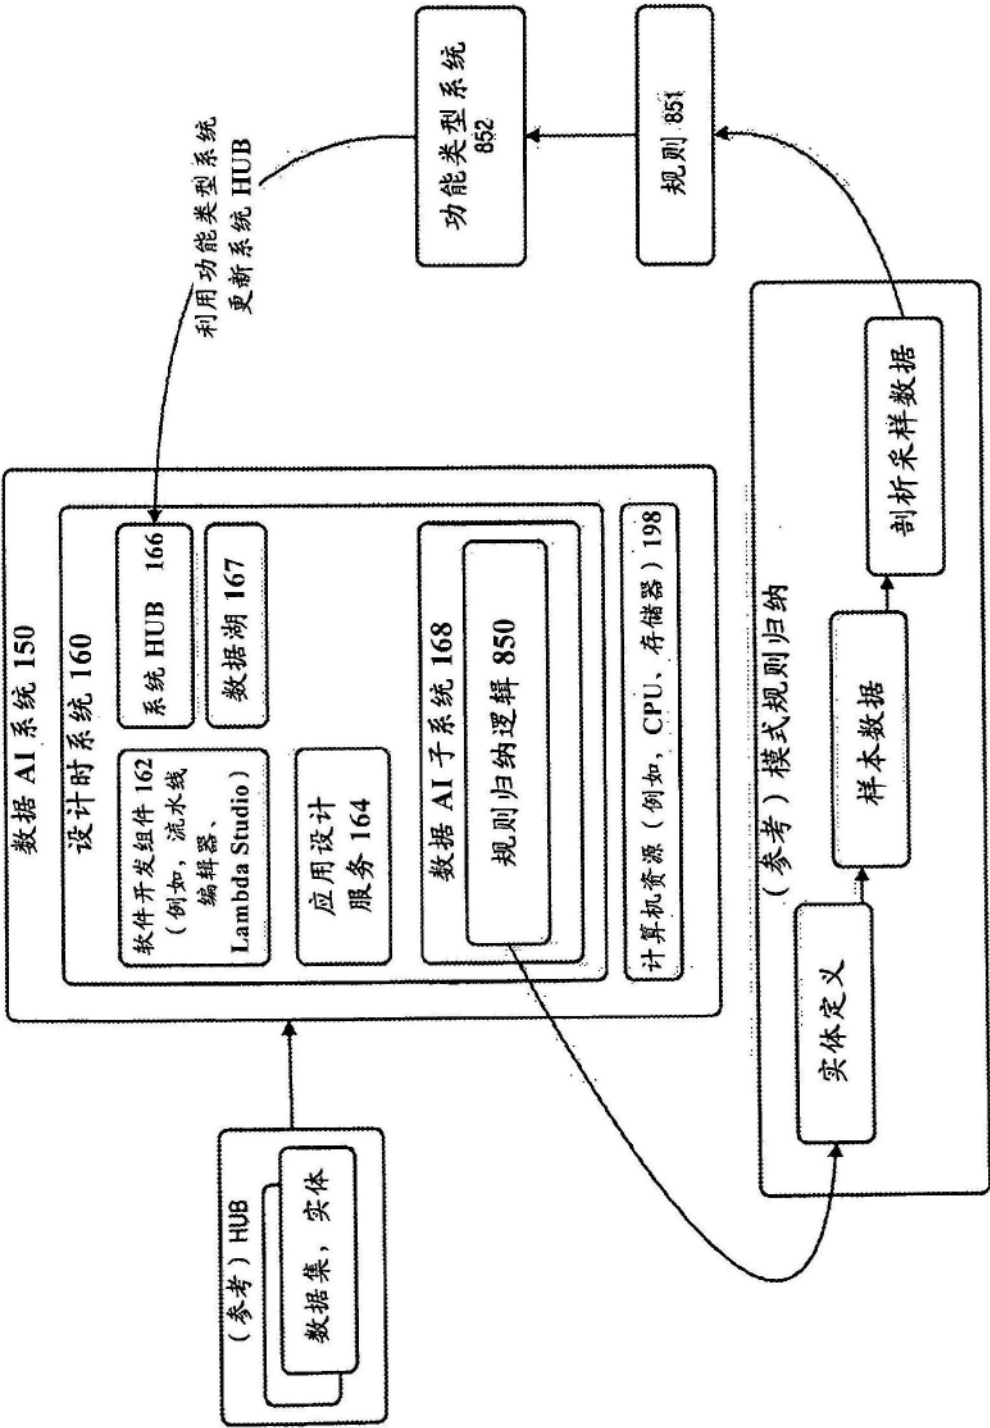 （参考）HUB
数据集，实体
数据 AI 系统 150
设计时系统 160
软件开发组件 162
（例如，流水线
编辑器、
Lambda Studio）
系统 HUB 166
数据湖 167
应用设计
服务 164
数据 AI 子系统 168
规则归纳逻辑 850
计算机资源（例如，CPU、存储器）198
利用功能类型系统
更新系统 HUB
功能类型系统
852
规则 851
（参考）模式规则归纳
实体定义
样本数据
剖析采样数据